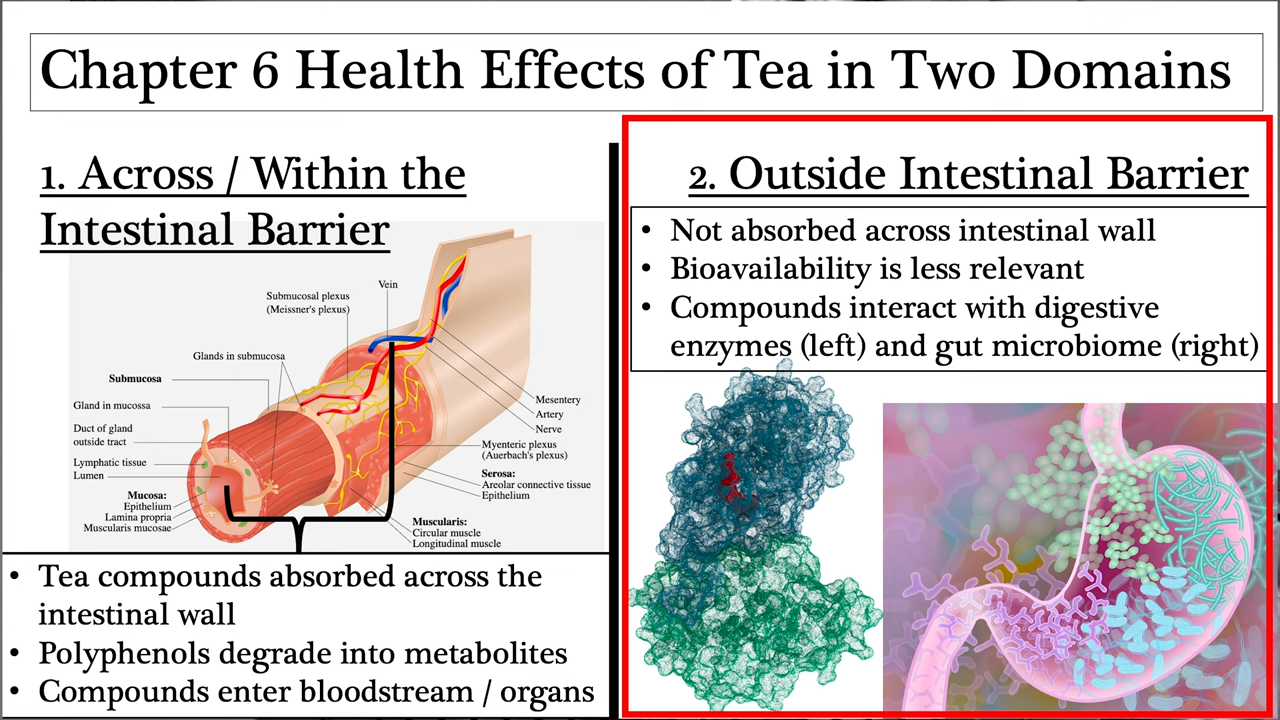 Chapter 6 Health Effects of Tea in Two Domains
1. Across / Within the
Intestinal Barrier
Vein
Submucosal plexus
(Meissner's plexus)
Glands in submucosa
Submucosa
Gland in mucossa
Duct of gland
outside tract
Lymphatic tissue
Lumen
Mucosa:
Epithelium
Lamina propria
Muscularis mucosae
Mesentery
Artery
Nerve
Myenteric plexus
(Auerbach's plexus)
Serosa:
Areolar connective tissue
Epithelium
Muscularis:
Circular muscle
Longitudinal muscle
• Tea compounds absorbed across the
intestinal wall
• Polyphenols degrade into metabolites
• Compounds enter bloodstream / organs
2. Outside Intestinal Barrier
• Not absorbed across intestinal wall
• Bioavailability is less relevant
• Compounds interact with digestive
enzymes (left) and gut microbiome (right)